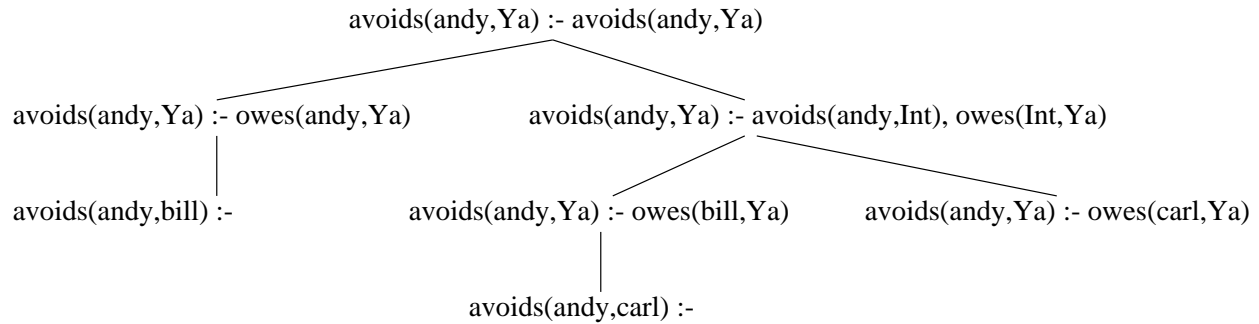 avoids(andy,Ya) :- avoids(andy,Ya)
avoids(andy,Ya) :- owes(andy,Ya)
avoids(andy,Ya) :- avoids(andy,Int), owes(Int,Ya)
avoids(andy,bill) :-
avoids(andy,Ya) :- owes(bill,Ya)
avoids(andy,Ya) :- owes(carl,Ya)
avoids(andy,carl) :-